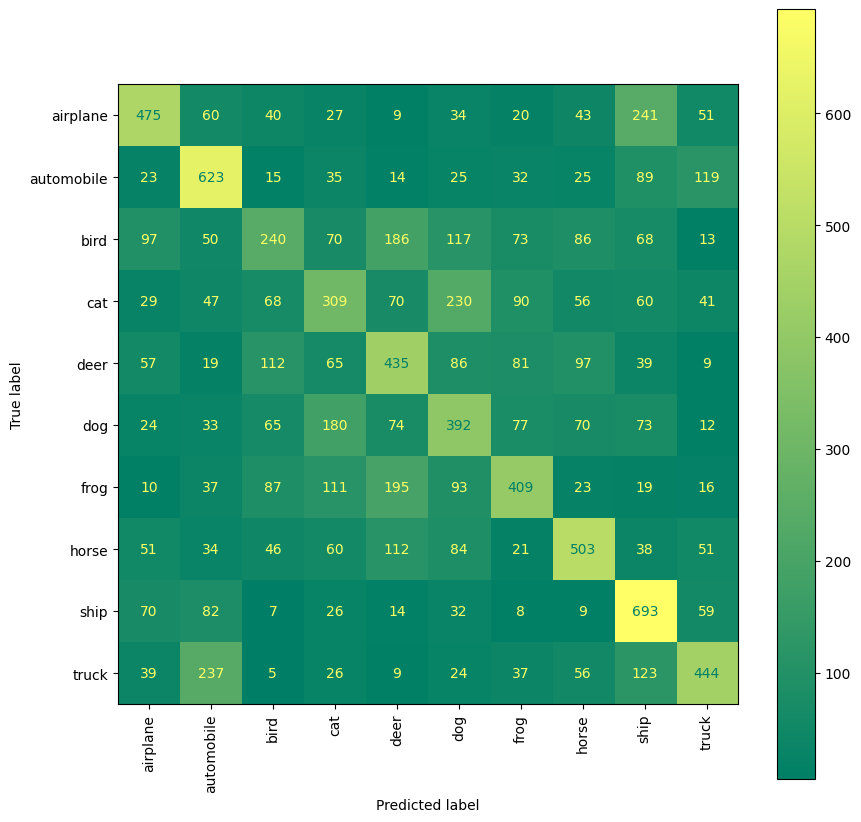 airplane 475 60 40 27 9 34 20 43 241 51
automobile 23 623 15 35 14 25 32 25 89 119
bird 97 50 240 70 186 117 73 86 68 13
cat 29 47 68 309 70 230 90 56 60 41
deer 57 19 112 65 435 86 81 97 39 9
dog 24 33 65 180 74 392 77 70 73 12
frog 10 37 87 111 195 93 409 23 19 16
horse 51 34 46 60 112 84 21 503 38 51
ship 70 82 7 26 14 32 8 9 693 59
truck 39 237 5 26 9 24 37 56 123 444
True label
airplane automobile bird cat deer dog frog horse ship truck
Predicted label
600
500
400
300
200
100